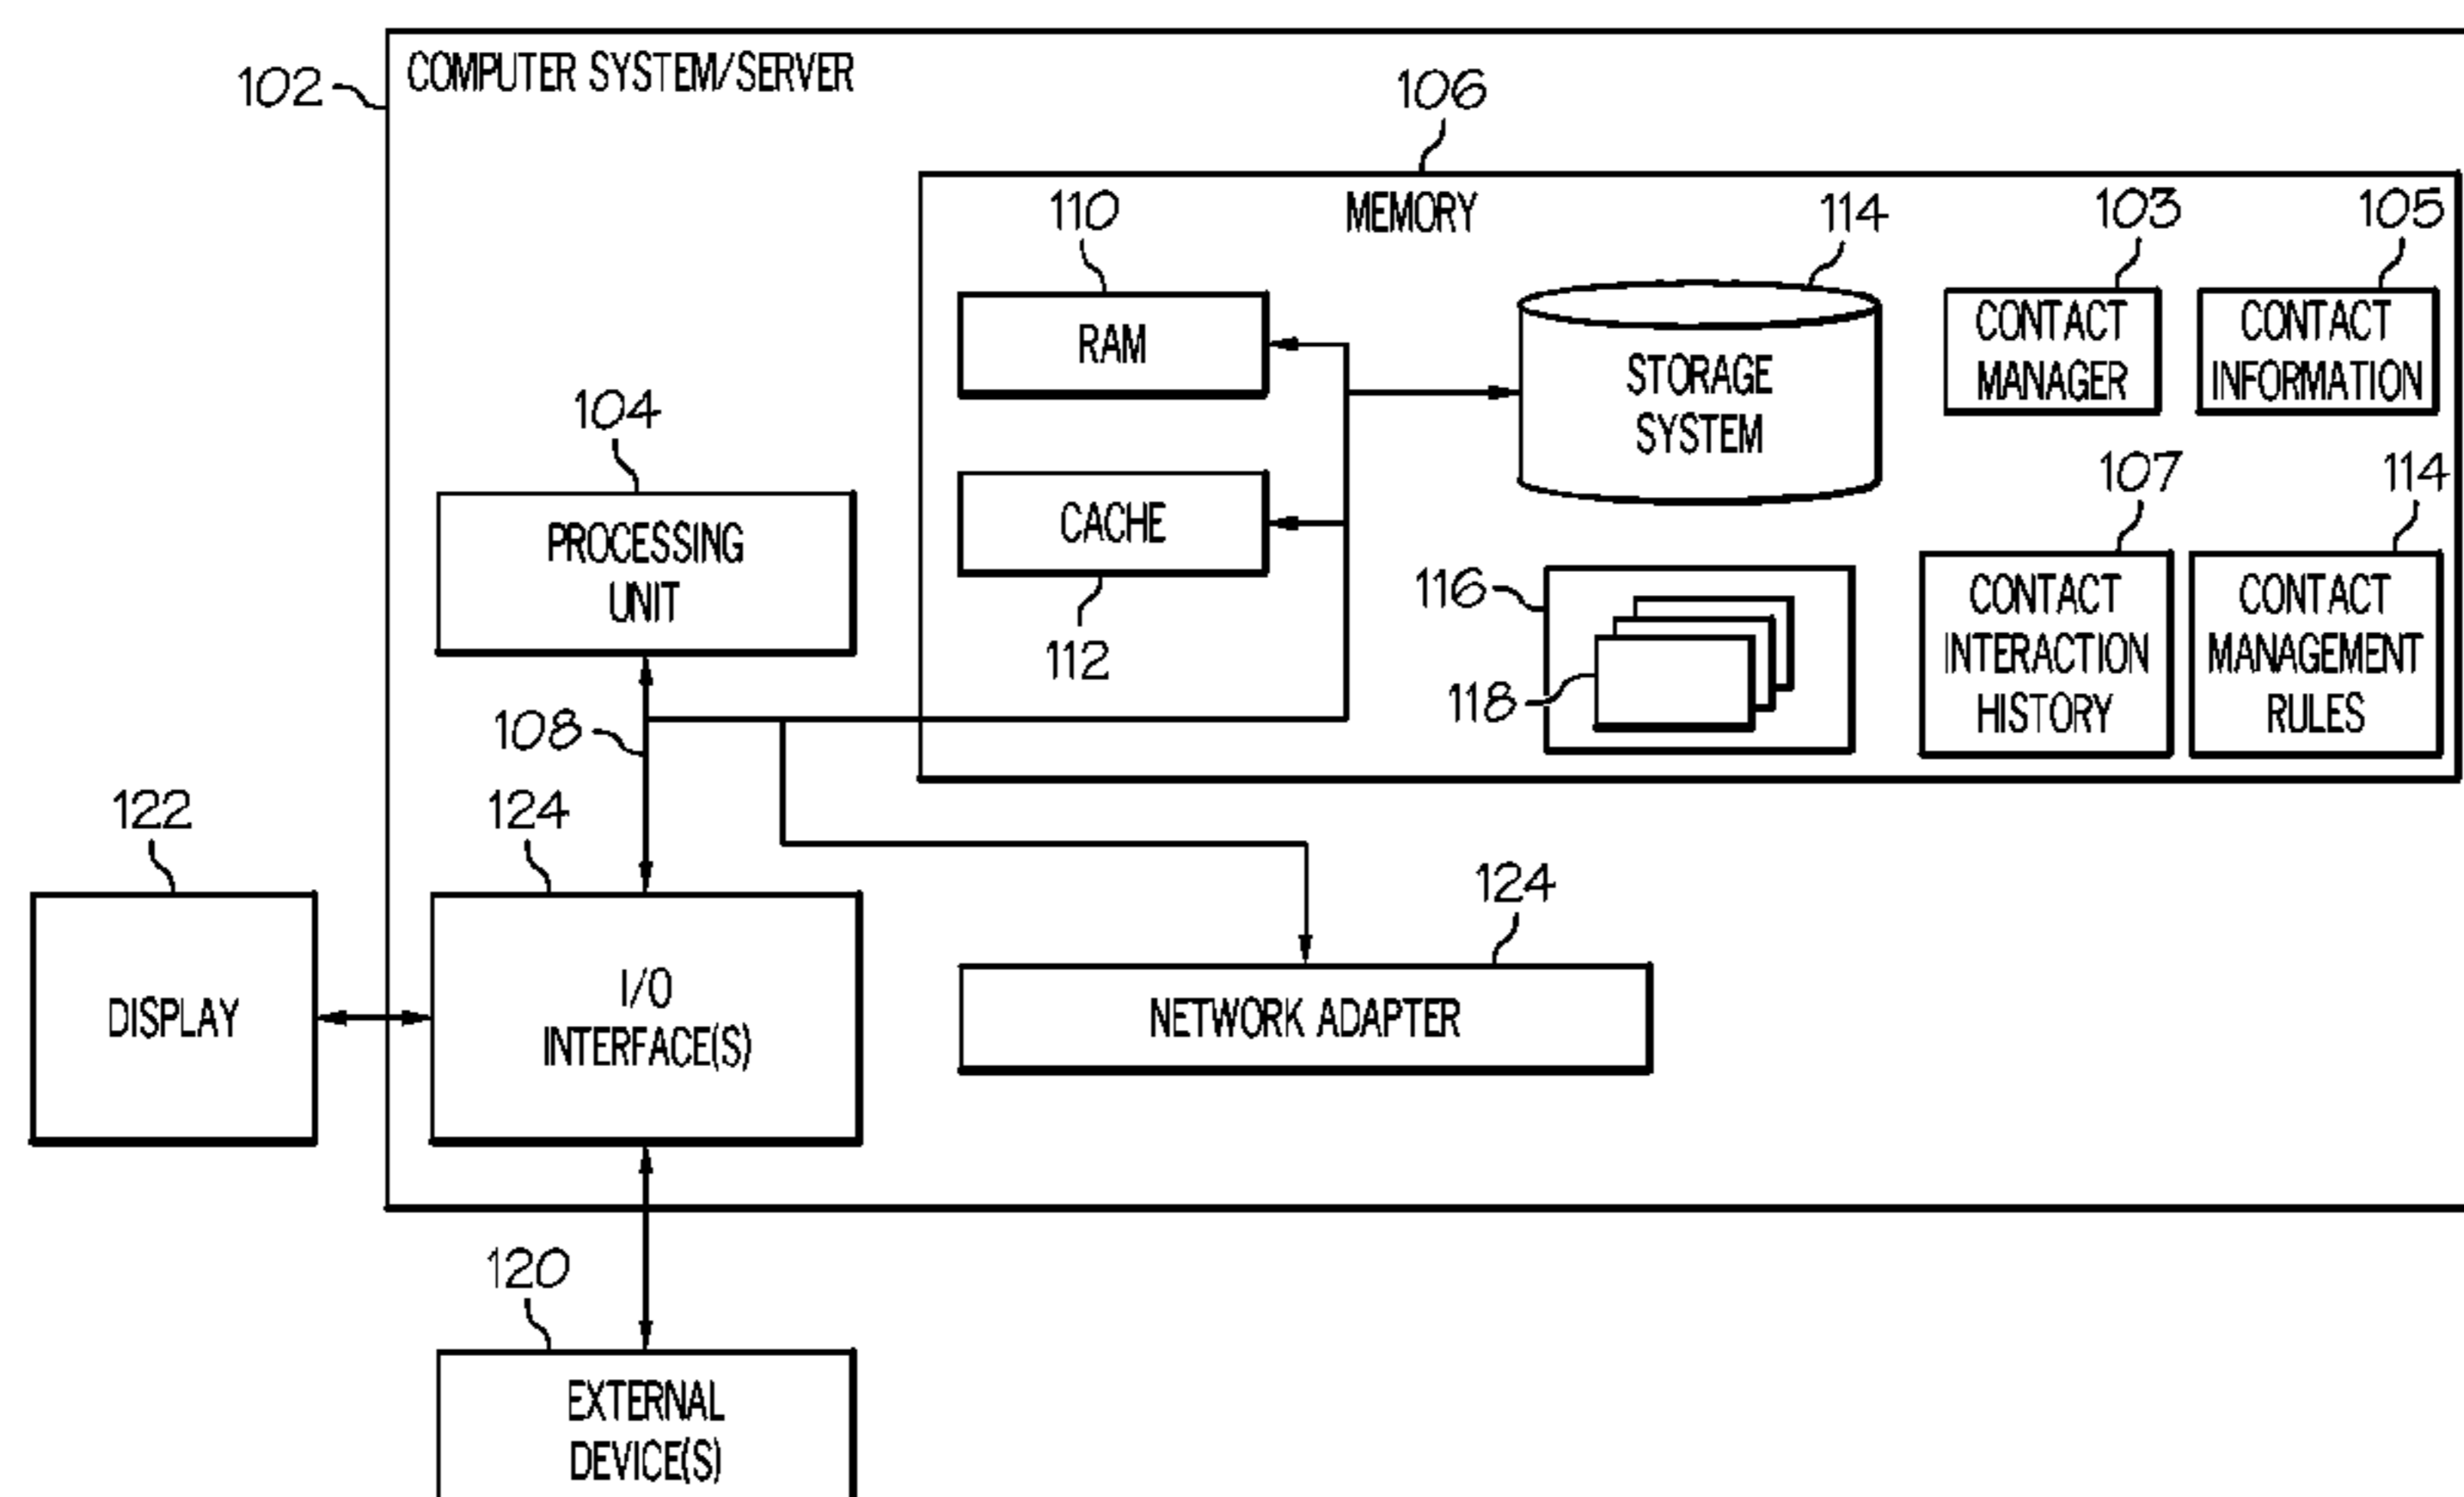 102
COMPUTER SYSTEM/SERVER
106
MEMORY
110
RAM
114
STORAGE
SYSTEM
103
CONTACT
MANAGER
105
CONTACT
INFORMATION
104
PROCESSING
UNIT
CACHE
112
116
118
107
CONTACT
INTERACTION
HISTORY
114
CONTACT
MANAGEMENT
RULES
108
122
DISPLAY
124
I/O
INTERFACE(S)
124
NETWORK ADAPTER
120
EXTERNAL
DEVICE(S)